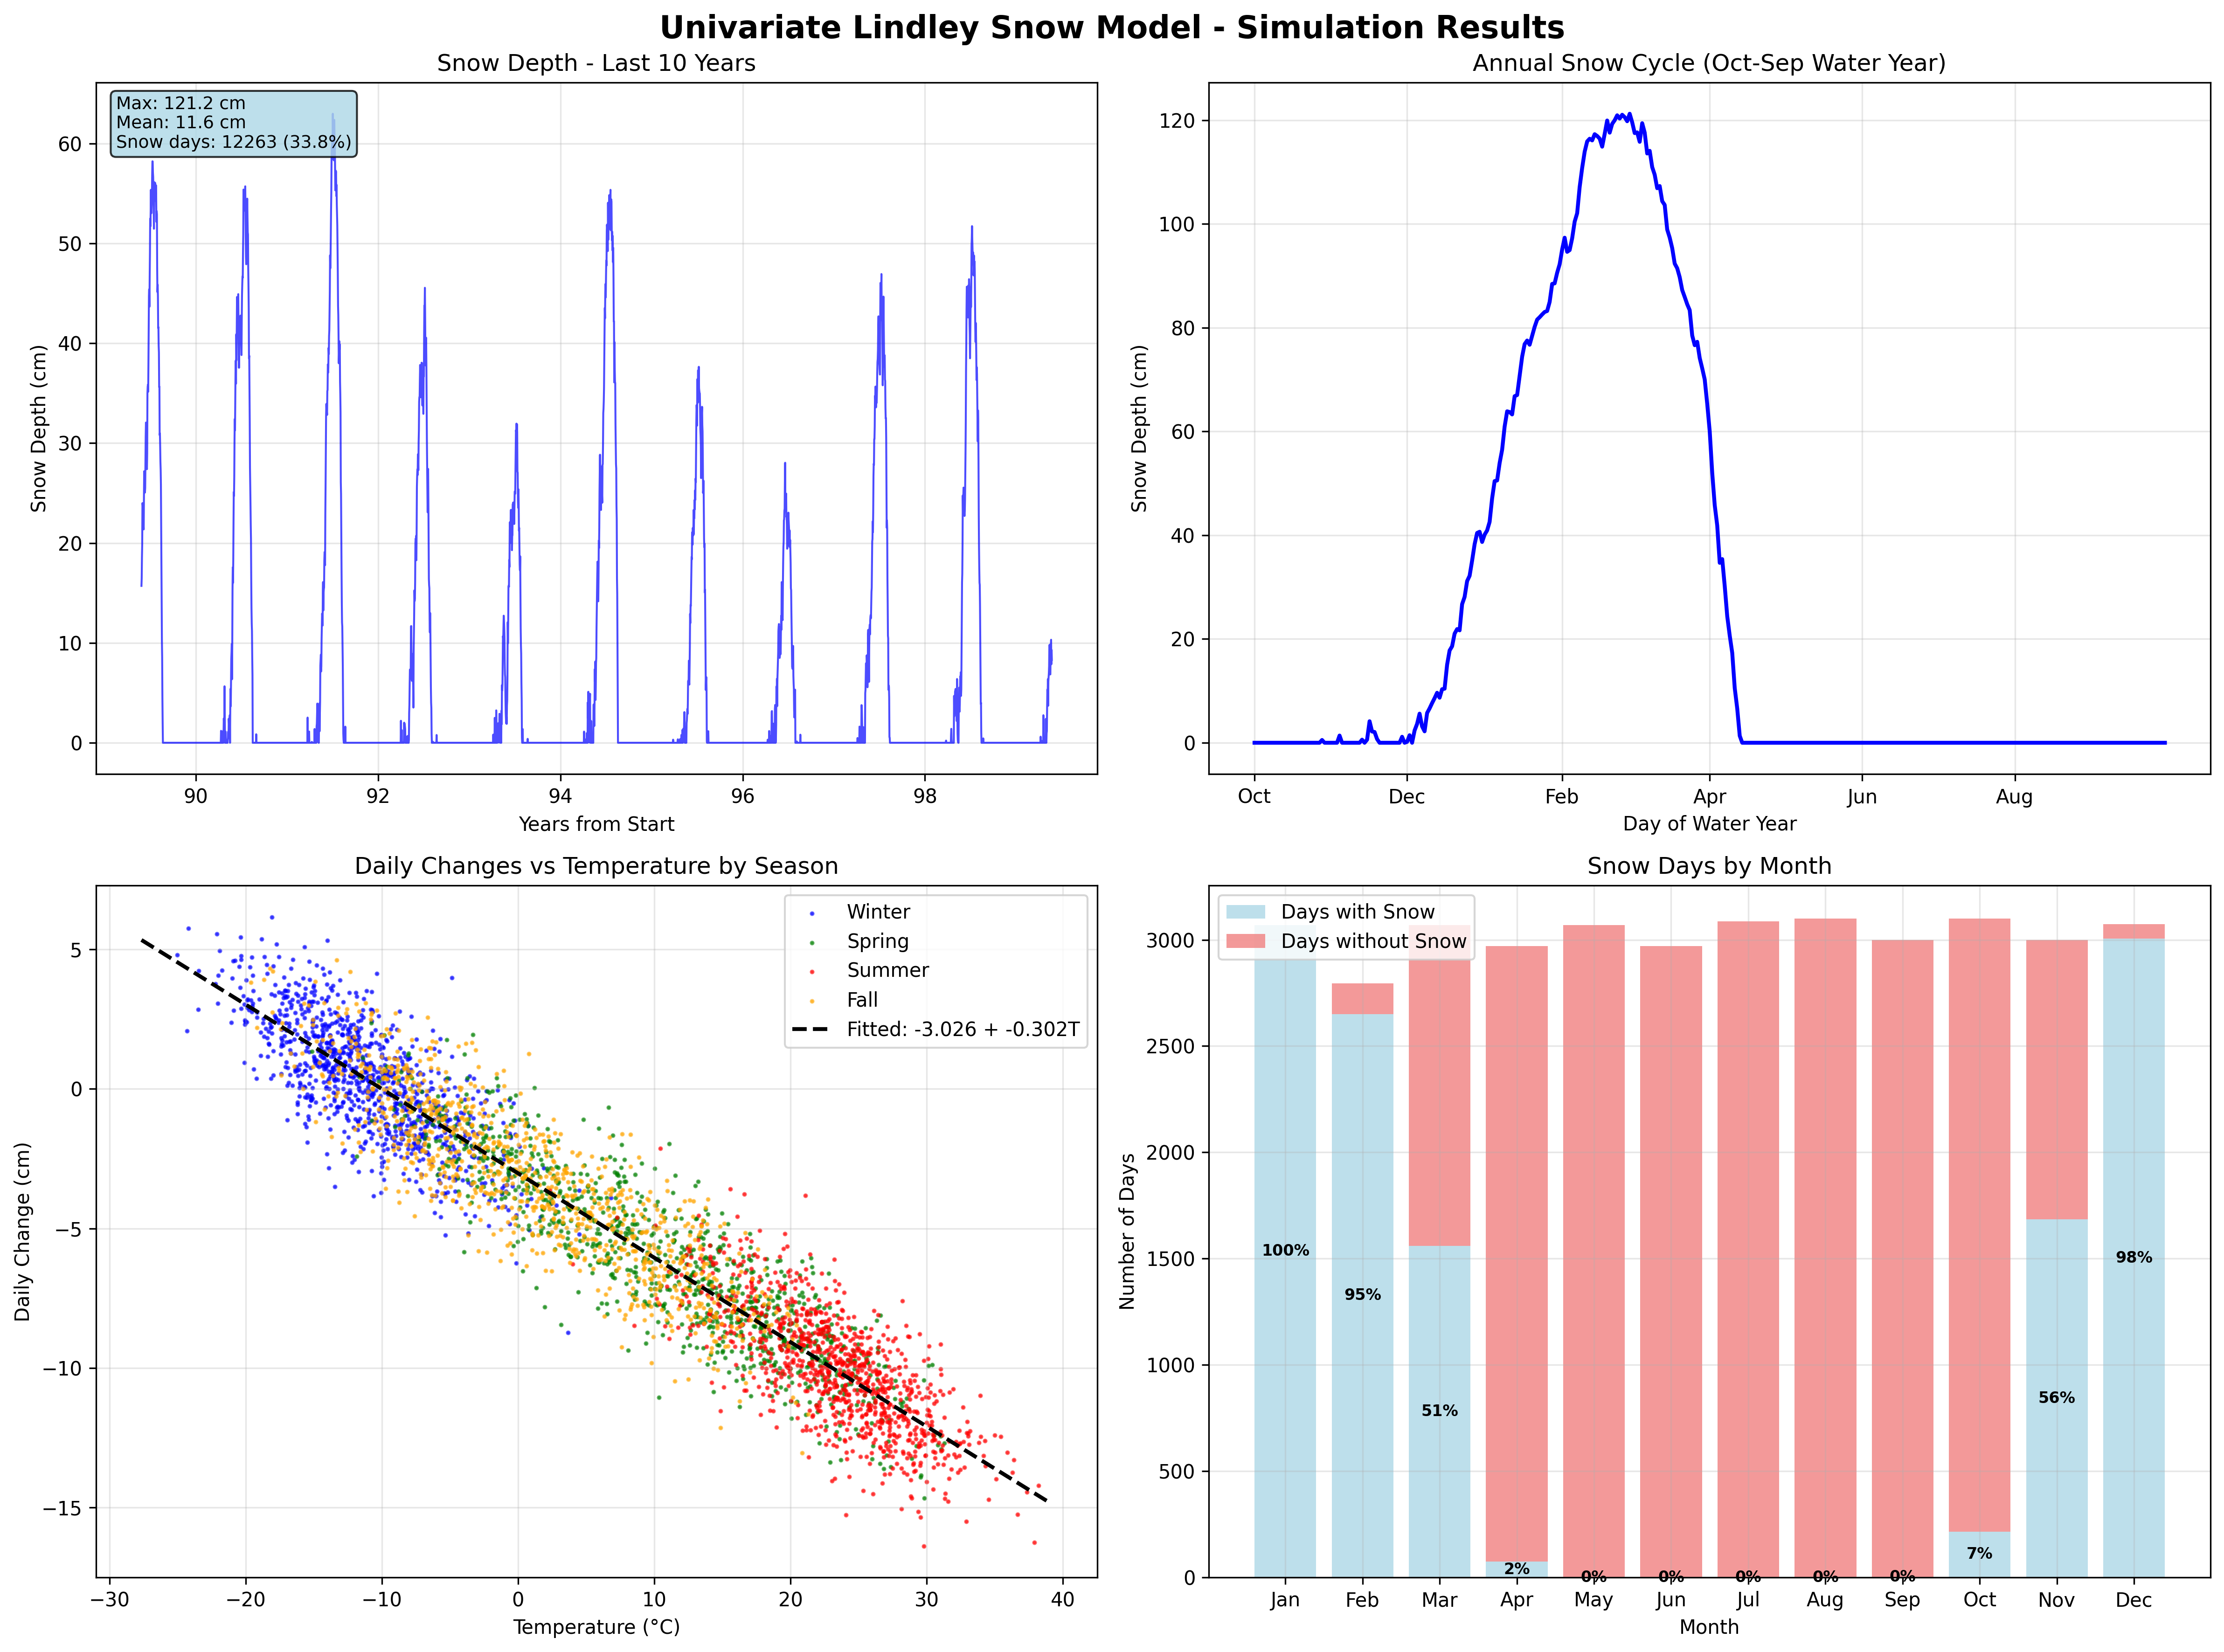 Univariate Lindley Snow Model - Simulation Results
Snow Depth - Last 10 Years
Max: 121.2 cm
Mean: 11.6 cm
Snow days: 12263 (33.8%)
60
50
40
30
20
10
0
Snow Depth (cm)
90 92 94 96 98
Years from Start
Annual Snow Cycle (Oct-Sep Water Year)
120
100
80
60
40
20
0
Snow Depth (cm)
Oct Dec Feb Apr Jun Aug
Day of Water Year
Daily Changes vs Temperature by Season
Winter
Spring
Summer
Fall
Fitted: -3.026 + -0.302T
5
0
−5
−10
−15
Daily Change (cm)
−30 −20 −10 0 10 20 30 40
Temperature (°C)
Snow Days by Month
Days with Snow
Days without Snow
3000
2500
2000
1500
1000
500
0
Number of Days
100% 95% 51% 2% 0% 0% 0% 0% 0% 7% 56% 98%
Jan Feb Mar Apr May Jun Jul Aug Sep Oct Nov Dec
Month